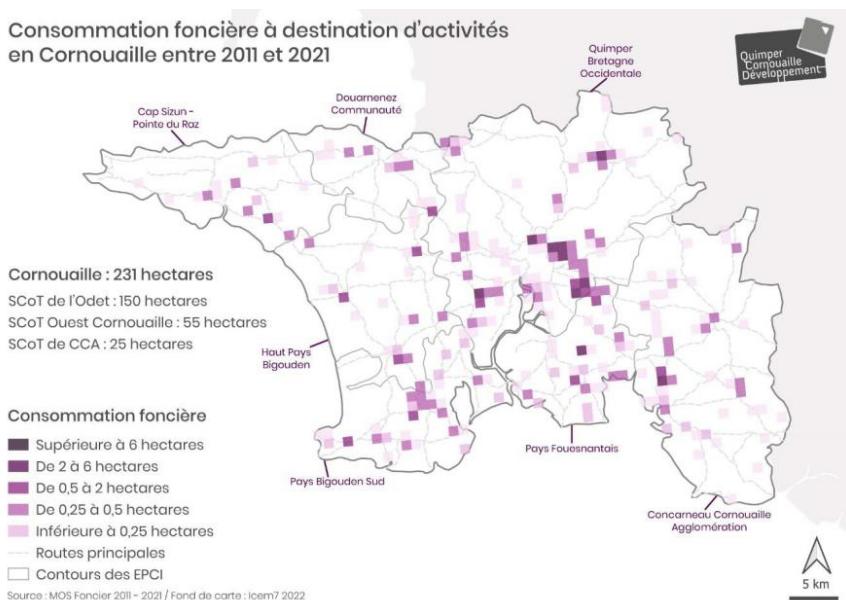 Consommation foncière à destination d'activités
en Cornouaille entre 2011 et 2021
Quimper
Cornouaille
Développement
Quimper
Bretagne
Occidentale
Douarnenez
Communauté
Cap Sizun -
Pointe du Raz
Cornouaille : 231 hectares
SCoT de l'Odet : 150 hectares
SCoT Ouest Cornouaille : 55 hectares
SCoT de CCA : 25 hectares
Haut Pays
Bigouden
Consommation foncière
Supérieure à 6 hectares
De 2 à 6 hectares
De 0,5 à 2 hectares
De 0,25 à 0,5 hectares
Inférieure à 0,25 hectares
Routes principales
Contours des EPCI
Pays Bigouden Sud
Pays Fouesnantais
Concarneau Cornouaille
Agglomération
5 km
Source : MOS Foncier 2011 - 2021 / Fond de carte : Icem7 2022